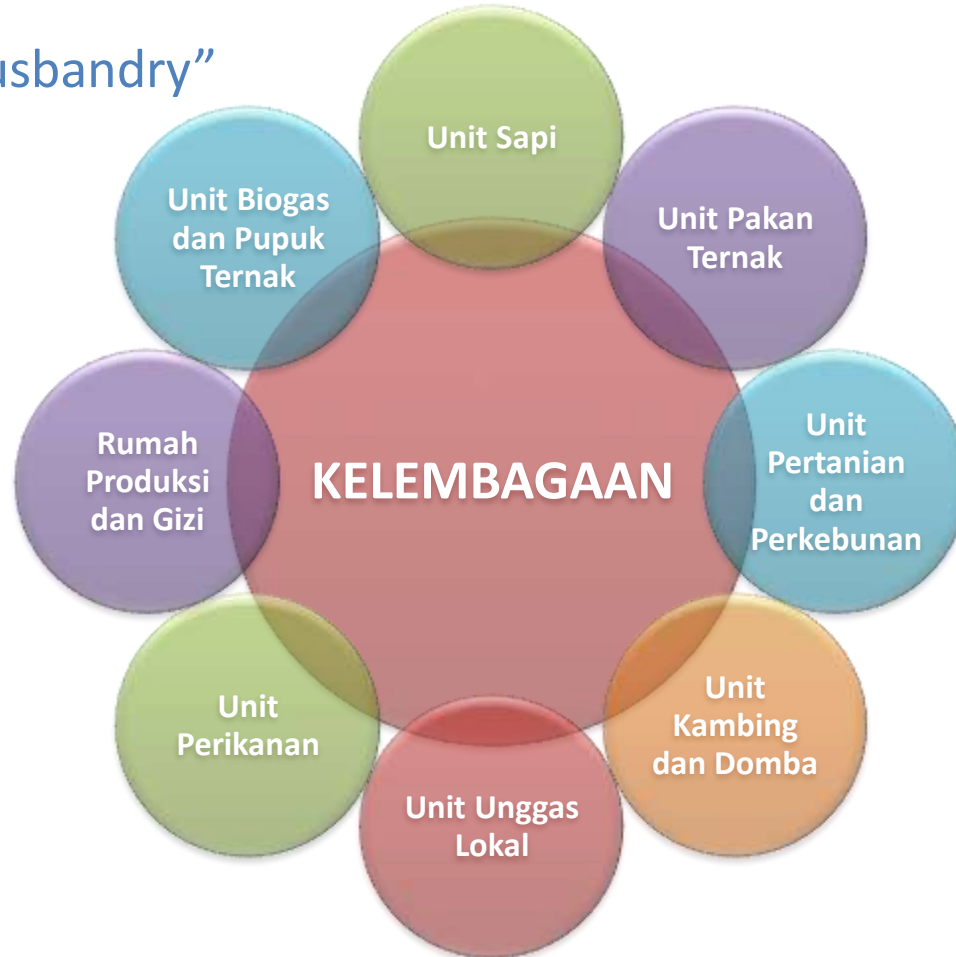 usbandry”
Unit Sapi
Unit Pakan
Ternak
Unit
Pertanian
dan
Perkebunan
Unit
Kambing
dan Domba
Unit Unggas
Lokal
Unit
Perikanan
Rumah
Produksi
dan Gizi
Unit Biogas
dan Pupuk
Ternak
KELEMBAGAAN